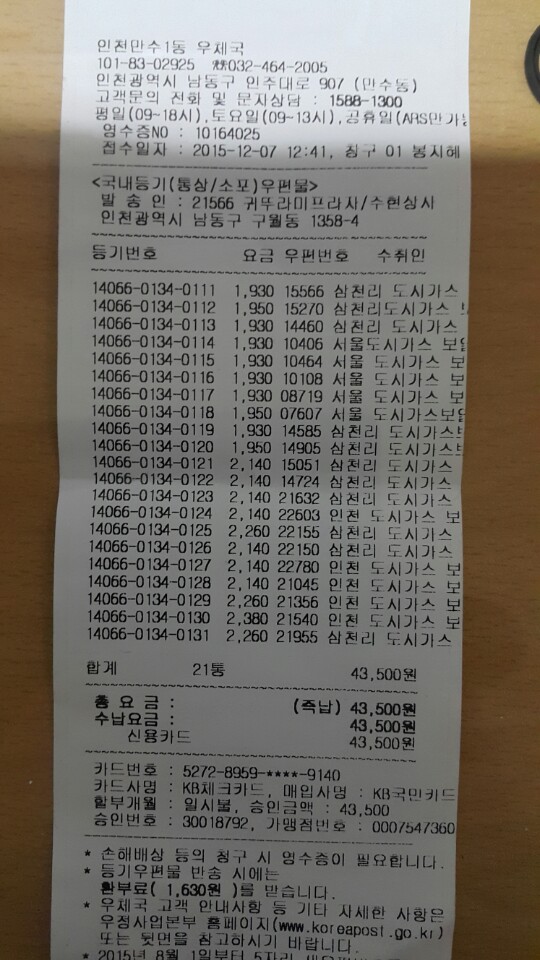 인천만수1동 우체국
101-83-02925 ☎032-464-2005
인천광역시 남동구 인주대로 907 (만수동)
고객문의 전화 및 문자상담 : 1588-1300
평일(09-18시),토요일(09-13시),공휴일(ARS만가능
영수증NO : 10164025
접수일자 : 2015-12-07 12:41, 창구 01 봉지혜
<국내등기(통상/소포)우편물>
발 송 인 : 21566 귀뚜라미프라자/수현상사
인천광역시 남동구 구월동 1358-4
등기번호 요금 우편번호 수취인
14066-0134-0111 1,930 15566 삼천리 도시가스
14066-0134-0112 1,950 15270 삼천리도시가스
14066-0134-0113 1,930 14460 삼천리 도시가스
14066-0134-0114 1,930 10406 서울도시가스 보일
14066-0134-0115 1,930 10464 서울 도시가스 보
14066-0134-0116 1,930 10108 서울 도시가스 보
14066-0134-0117 1,930 08719 서울 도시가스 보
14066-0134-0118 1,950 07607 서울 도시가스보일
14066-0134-0119 1,930 14585 삼천리 도시가스
14066-0134-0120 1,950 14905 삼천리 도시가스
14066-0134-0121 2,140 15051 삼천리 도시가스
14066-0134-0122 2,140 14724 삼천리 도시가스
14066-0134-0123 2,140 21632 삼천리 도시가스
14066-0134-0124 2,140 22603 인천 도시가스 보
14066-0134-0125 2,260 22155 삼천리 도시가스
14066-0134-0126 2,140 22150 삼천리 도시가스
14066-0134-0127 2,140 22780 인천 도시가스 보
14066-0134-0128 2,140 21045 인천 도시가스 보
14066-0134-0129 2,260 21356 인천 도시가스 보
14066-0134-0130 2,380 21540 인천 도시가스 보
14066-0134-0131 2,260 21955 삼천리 도시가스
합계 21통 43,500원
총 요 금 : (즉납) 43,500원
수납요금 : 43,500원
신용카드 43,500원
카드번호 : 5272-8959-****-9140
카드사명 : KB체크카드, 매입사명 : KB국민카드
할부개월 : 일시불, 승인금액 : 43,500
승인번호 : 30018792, 가맹점번호 : 0007547360
* 손해배상 등의 청구 시 영수증이 필요합니다.
* 등기우편물 반송 시에는
환부료( 1,630원 )를 받습니다.
* 우체국 고객 안내사항 등 기타 자세한 사항은
우정사업본부 홈페이지(www.koreapost.go.kr)
또는 뒷면을 참고하시기 바랍니다.
* 2015년 8월 1일부터 5자리